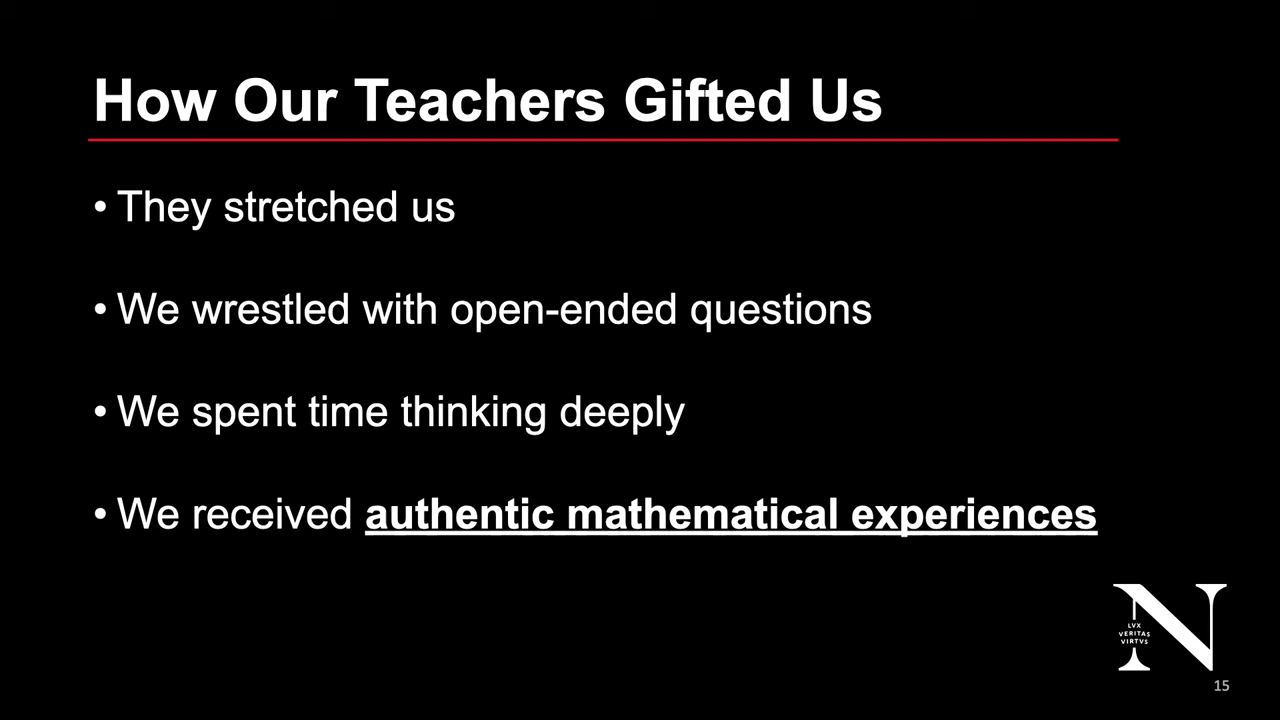 How Our Teachers Gifted Us
• They stretched us
• We wrestled with open-ended questions
• We spent time thinking deeply
• We received authentic mathematical experiences
N
LVX
VERITAS
VIRTVS
15